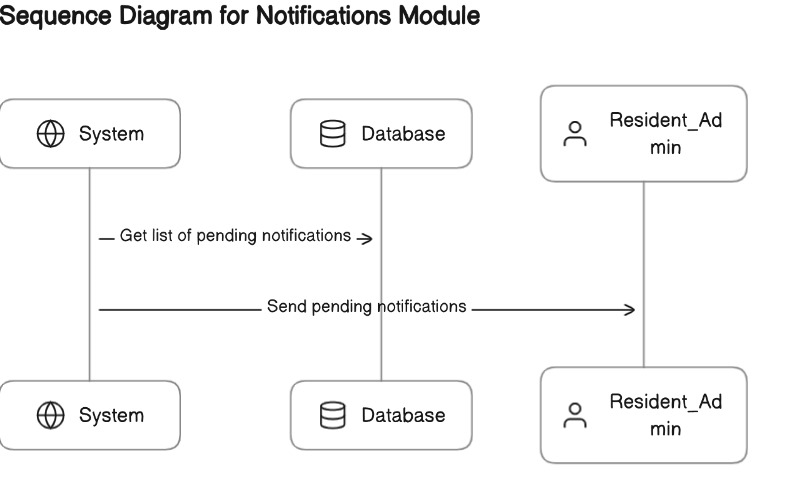 Sequence Diagram for Notifications Module
System
Database
Resident_Ad
min
Get list of pending notifications
Send pending notifications
System
Database
Resident_Ad
min